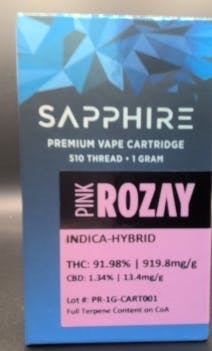 SAPPHIRE
PREMIUM VAPE CARTRIDGE
510 THREAD • 1 GRAM
PINK ROZAY
INDICA-HYBRID
THC: 91.98% | 919.8mg/g
CBD: 1.34% | 13.4mg/g
Lot #: PR-1G-CART001
Full Terpene Content on CoA